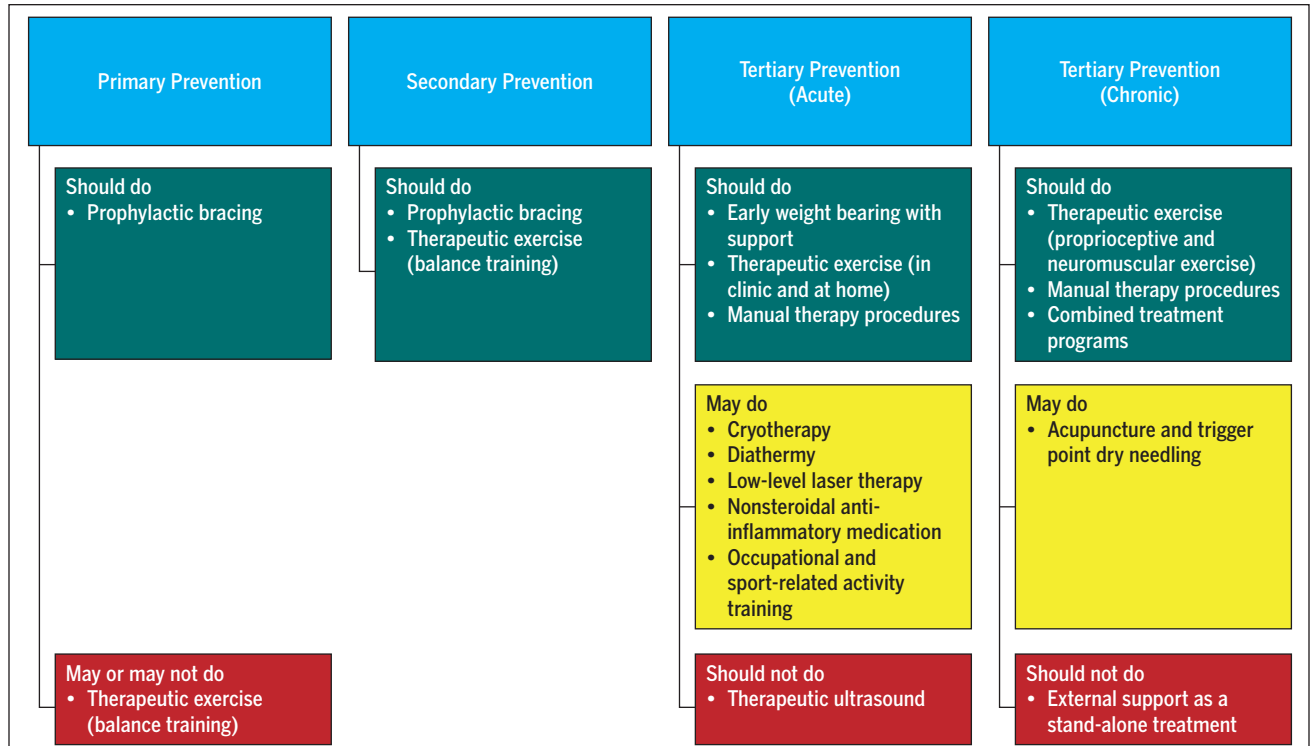 Primary Prevention
Secondary Prevention
Tertiary Prevention
(Acute)
Tertiary Prevention
(Chronic)
Should do
• Prophylactic bracing
Should do
• Prophylactic bracing
• Therapeutic exercise
(balance training)
Should do
• Early weight bearing with
support
• Therapeutic exercise (in
clinic and at home)
• Manual therapy procedures
Should do
• Therapeutic exercise
(proprioceptive and
neuromuscular exercise)
• Manual therapy procedures
• Combined treatment
programs
May do
• Cryotherapy
• Diathermy
• Low-level laser therapy
• Nonsteroidal anti-
inflammatory medication
• Occupational and
sport-related activity
training
May do
• Acupuncture and trigger
point dry needling
May or may not do
• Therapeutic exercise
(balance training)
Should not do
• Therapeutic ultrasound
Should not do
• External support as a
stand-alone treatment